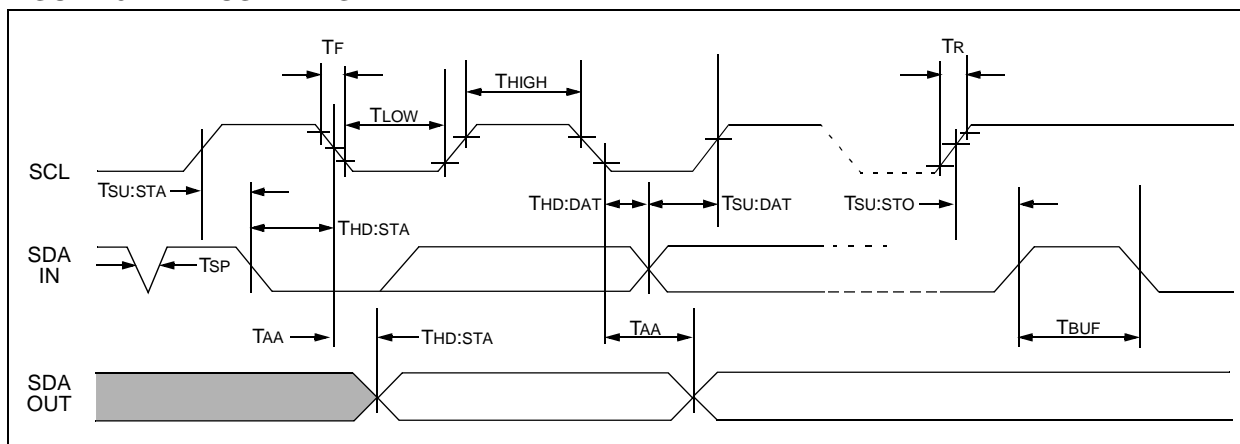 TF
TR
THIGH
TLOW
SCL
TSU:STA
THD:DAT
TSU:DAT
TSU:STO
THD:STA
SDA
IN
TSP
TAA
THD:STA
TAA
TBUF
SDA
OUT